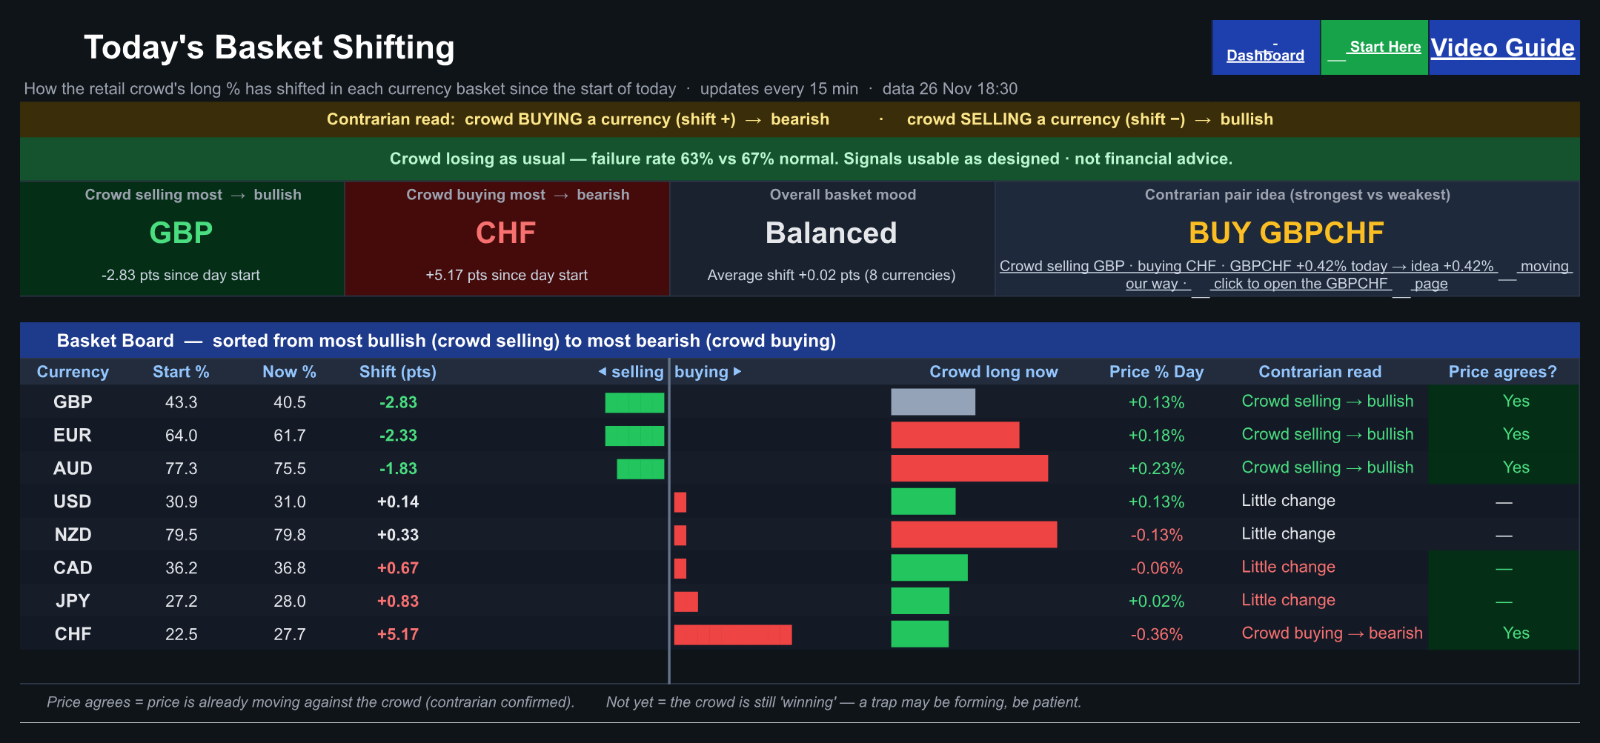 Today's Basket Shifting
Dashboard
Start Here
Video Guide
How the retail crowd's long % has shifted in each currency basket since the start of today · updates every 15 min · data 26 Nov 18:30
Contrarian read: crowd BUYING a currency (shift +) → bearish · crowd SELLING a currency (shift −) → bullish
Crowd losing as usual — failure rate 63% vs 67% normal. Signals usable as designed · not financial advice.
Crowd selling most → bullish
GBP
-2.83 pts since day start
Crowd buying most → bearish
CHF
+5.17 pts since day start
Overall basket mood
Balanced
Average shift +0.02 pts (8 currencies)
Contrarian pair idea (strongest vs weakest)
BUY GBPCHF
Crowd selling GBP · buying CHF · GBPCHF +0.42% today → idea +0.42% __ moving
our way · __ click to open the GBPCHF __ page
Basket Board — sorted from most bullish (crowd selling) to most bearish (crowd buying)
Currency Start % Now % Shift (pts) ◄ selling buying ► Crowd long now Price % Day Contrarian read Price agrees?
GBP 43.3 40.5 -2.83 +0.13% Crowd selling → bullish Yes
EUR 64.0 61.7 -2.33 +0.18% Crowd selling → bullish Yes
AUD 77.3 75.5 -1.83 +0.23% Crowd selling → bullish Yes
USD 30.9 31.0 +0.14 +0.13% Little change —
NZD 79.5 79.8 +0.33 -0.13% Little change —
CAD 36.2 36.8 +0.67 -0.06% Little change —
JPY 27.2 28.0 +0.83 +0.02% Little change —
CHF 22.5 27.7 +5.17 -0.36% Crowd buying → bearish Yes
Price agrees = price is already moving against the crowd (contrarian confirmed). Not yet = the crowd is still 'winning' — a trap may be forming, be patient.